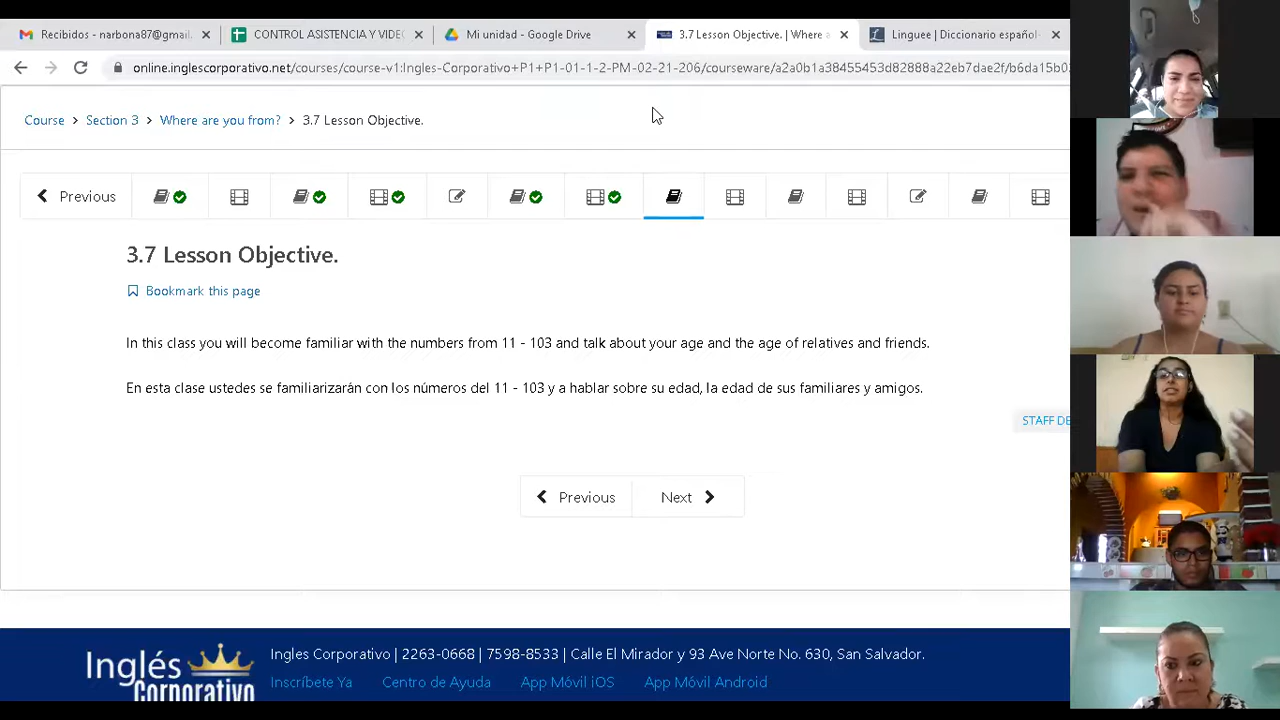 Recibidos - narbona87@gmail.
CONTROL ASISTENCIA Y VIDE
Mi unidad - Google Drive
3.7 Lesson Objective. | Where a
Linguee | Diccionario español-
online.inglescorporativo.net/courses/course-v1:Ingles-Corporativo+P1+P1-01-1-2-PM-02-21-206/courseware/a2a0b1a38455453d82888a22eb7dae2f/b6da15b0
Course > Section 3 > Where are you from? > 3.7 Lesson Objective.
Previous
3.7 Lesson Objective.
Bookmark this page
In this class you will become familiar with the numbers from 11 - 103 and talk about your age and the age of relatives and friends.
En esta clase ustedes se familiarizarán con los números del 11 - 103 y a hablar sobre su edad, la edad de sus familiares y amigos.
STAFF DE
Previous Next
Inglés Corporativo
Ingles Corporativo | 2263-0668 | 7598-8533 | Calle El Mirador y 93 Ave Norte No. 630, San Salvador.
Inscríbete Ya Centro de Ayuda App Móvil iOS App Móvil Android